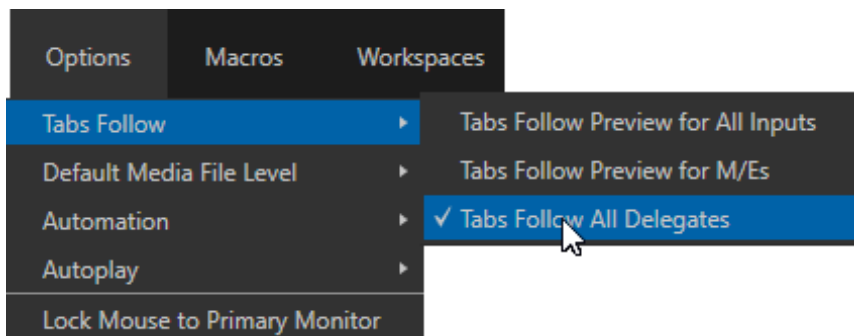 Options Macros Workspaces
Tabs Follow
Default Media File Level
Automation
Autoplay
Lock Mouse to Primary Monitor
Tabs Follow Preview for All Inputs
Tabs Follow Preview for M/Es
✓ Tabs Follow All Delegates